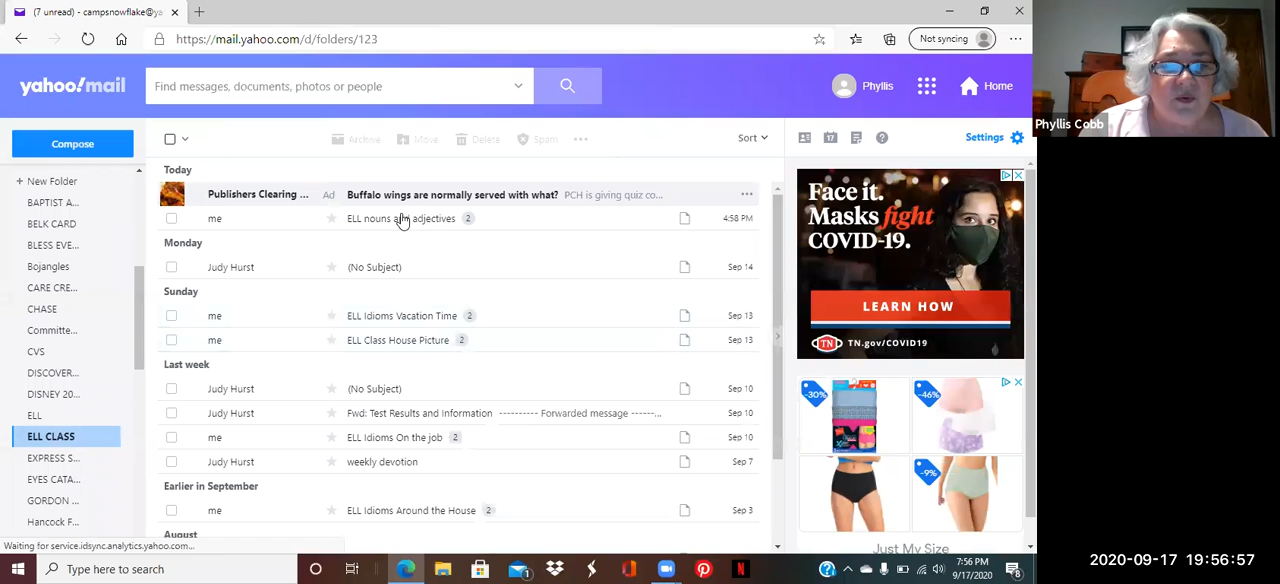 (7 unread) - campsnowflake@ya
https://mail.yahoo.com/d/folders/123
Not syncing
yahoo!mail
Find messages, documents, photos or people
Phyllis
Home
Phyllis Cobb
Compose
Archive
Move
Delete
Spam
Sort
Settings
17
New Folder
BAPTIST A...
BELK CARD
BLESS EVE...
Bojangles
CARE CRE...
CHASE
Committe...
CVS
DISCOVER...
DISNEY 20...
ELL
ELL CLASS
EXPRESS S...
EYES CATA...
GORDON ...
Hancock F...
Today
Publishers Clearing ... Ad Buffalo wings are normally served with what? PCH is giving quiz co...
me ELL nouns and adjectives 2 4:58 PM
Monday
Judy Hurst (No Subject) Sep 14
Sunday
me ELL Idioms Vacation Time 2 Sep 13
me ELL Class House Picture 2 Sep 13
Last week
Judy Hurst (No Subject) Sep 10
Judy Hurst Fwd: Test Results and Information ---------- Forwarded message ------... Sep 10
me ELL Idioms On the job 2 Sep 10
Judy Hurst weekly devotion Sep 7
Earlier in September
me ELL Idioms Around the House 2 Sep 3
August
Face it.
Masks fight
COVID-19.
LEARN HOW
TN
TN.gov/COVID19
-30%
-46%
-9%
Just My Size
Waiting for service.idsync.analytics.yahoo.com...
Type here to search
1
7:56 PM
9/17/2020
8
2020-09-17 19:56:57